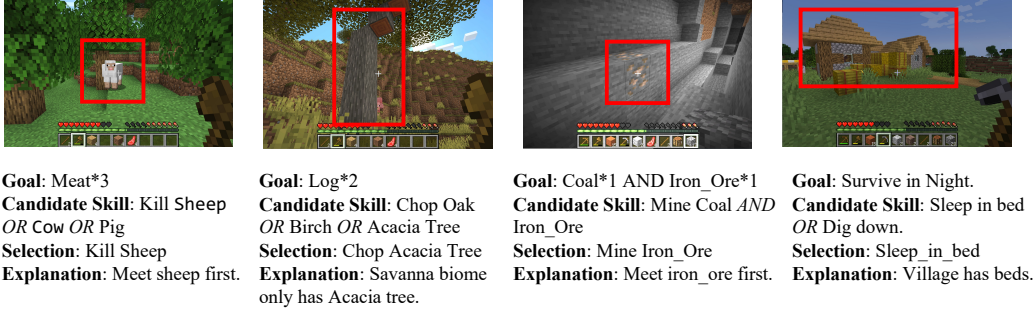 Goal: Meat*3
Candidate Skill: Kill Sheep
OR Cow OR Pig
Selection: Kill Sheep
Explanation: Meet sheep first.
Goal: Log*2
Candidate Skill: Chop Oak
OR Birch OR Acacia Tree
Selection: Chop Acacia Tree
Explanation: Savanna biome
only has Acacia tree.
Goal: Coal*1 AND Iron_Ore*1
Candidate Skill: Mine Coal AND
Iron_Ore
Selection: Mine Iron_Ore
Explanation: Meet iron_ore first.
Goal: Survive in Night.
Candidate Skill: Sleep in bed
OR Dig down.
Selection: Sleep_in_bed
Explanation: Village has beds.